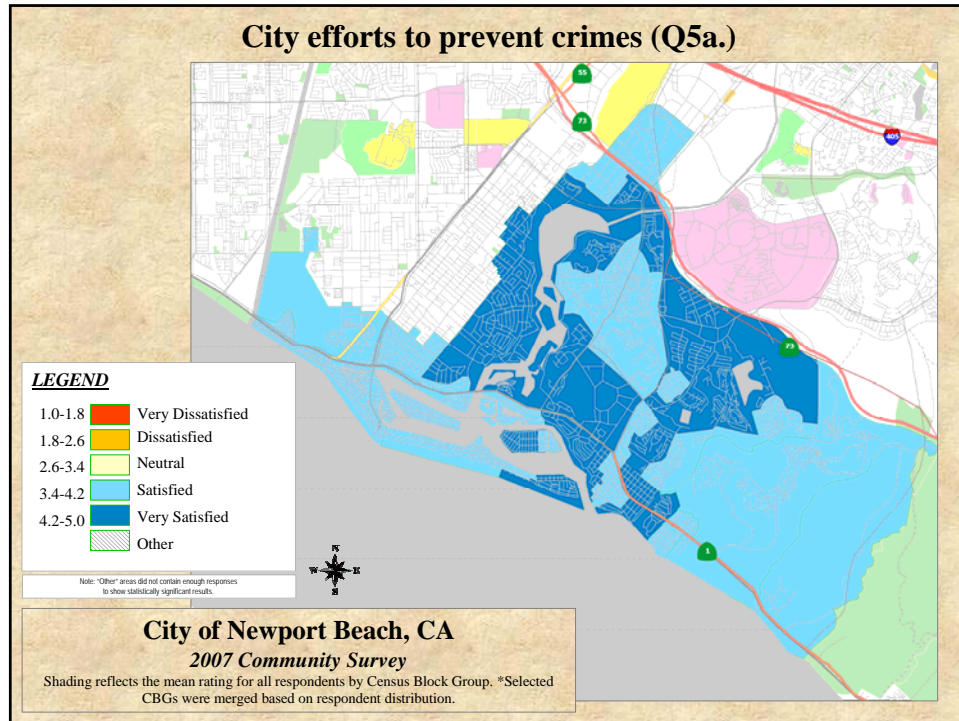 City efforts to prevent crimes (Q5a.)
55
73
405
73
1
LEGEND
1.0-1.8 Very Dissatisfied
1.8-2.6 Dissatisfied
2.6-3.4 Neutral
3.4-4.2 Satisfied
4.2-5.0 Very Satisfied
Other
Note: "Other" areas did not contain enough responses
to show statistically significant results.
N
W E
S
City of Newport Beach, CA
2007 Community Survey
Shading reflects the mean rating for all respondents by Census Block Group. *Selected
CBGs were merged based on respondent distribution.